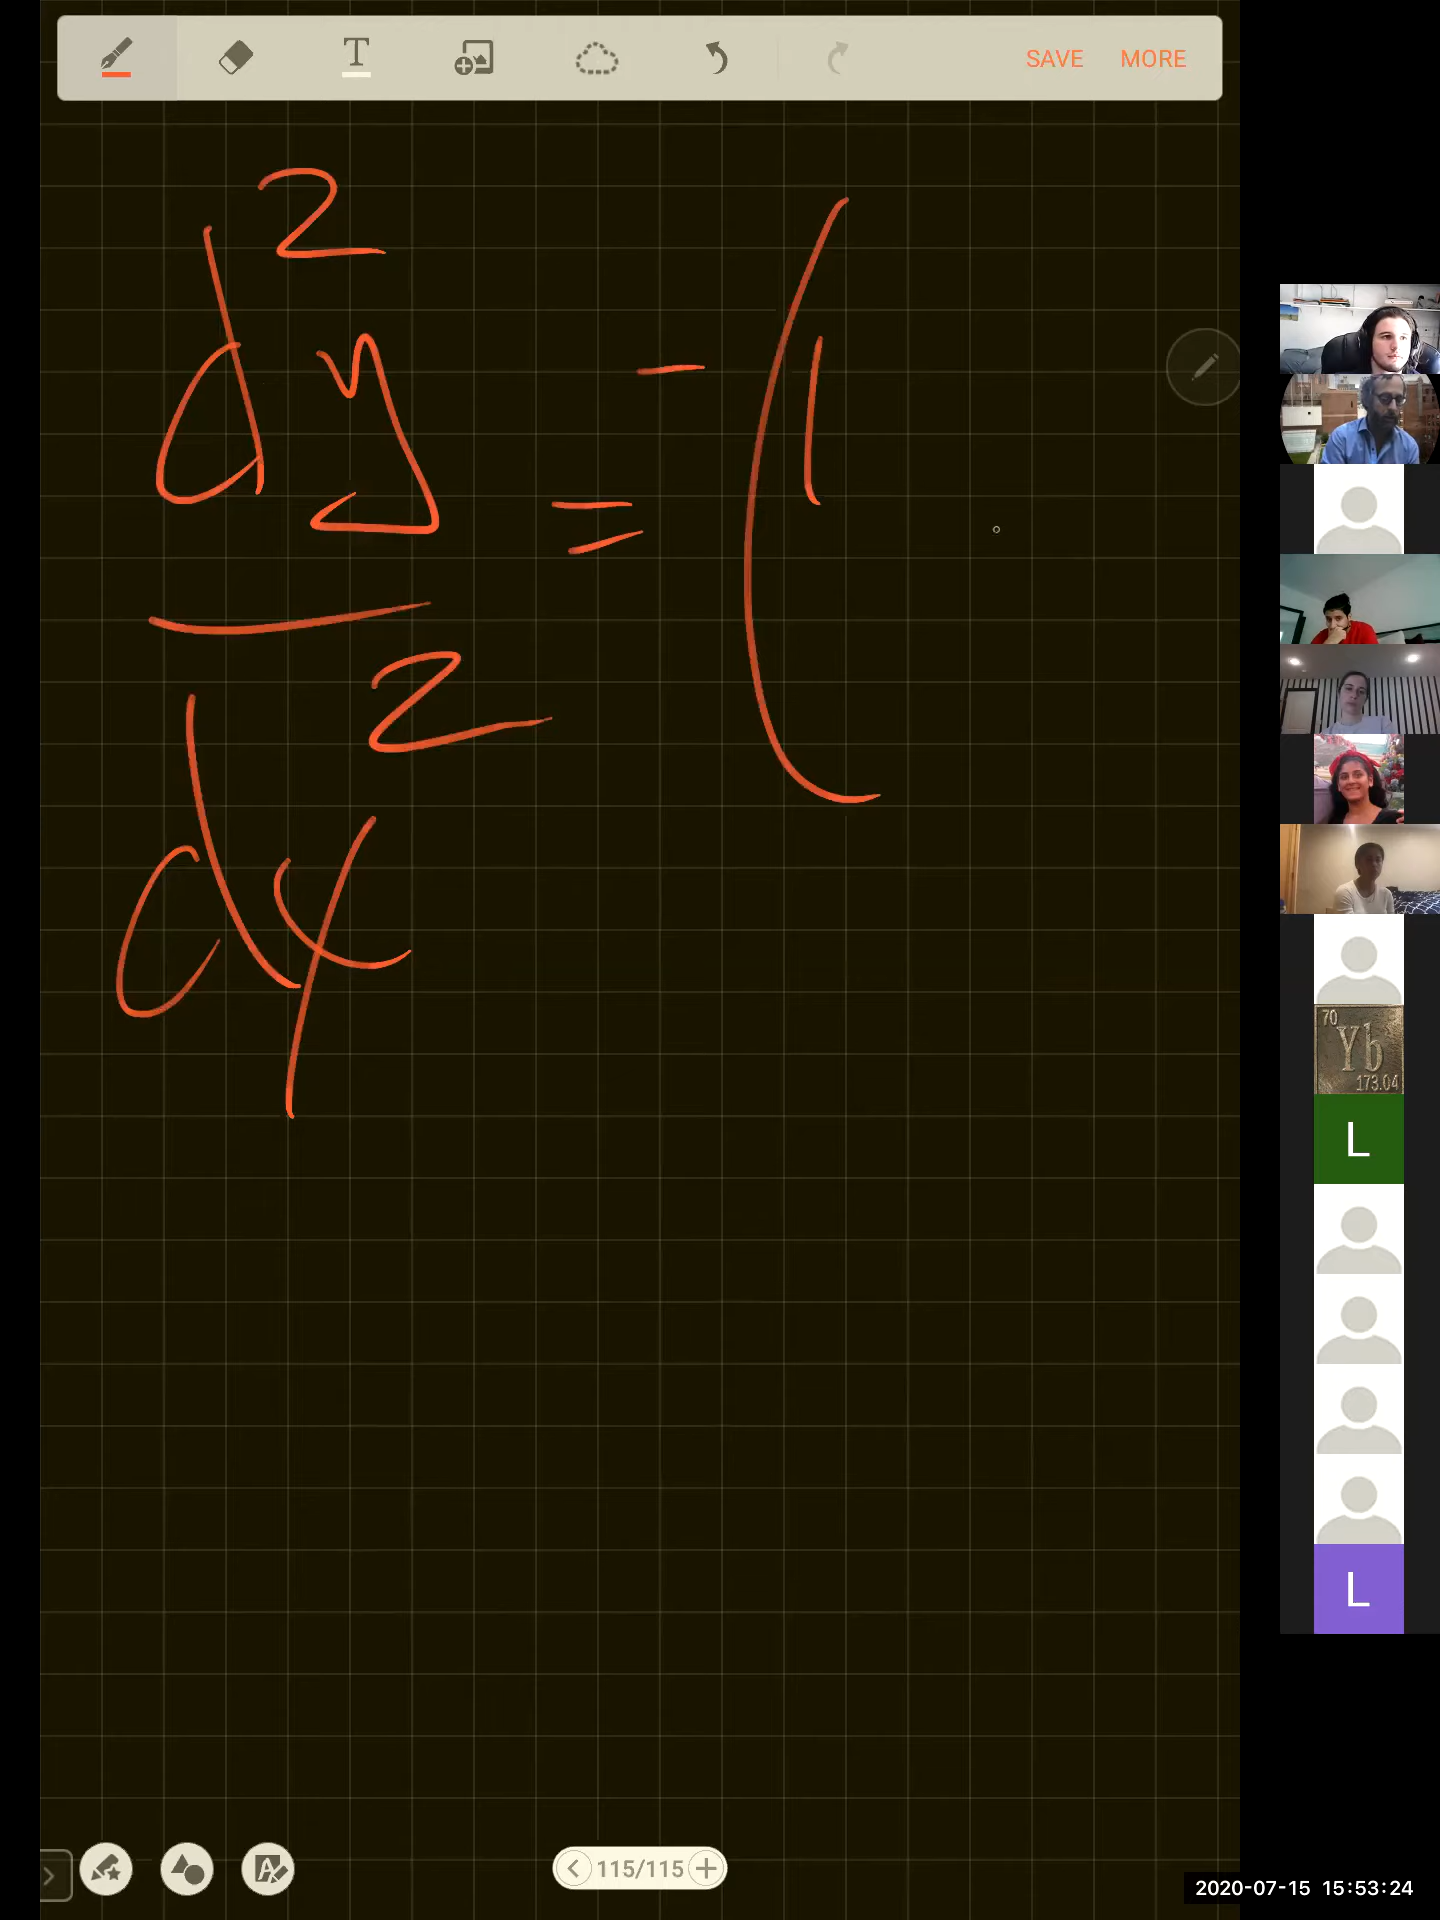 T
SAVE MORE
d²y
= -(1
dx²
70
Yb
173.04
L
L
115/115
2020-07-15 15:53:24